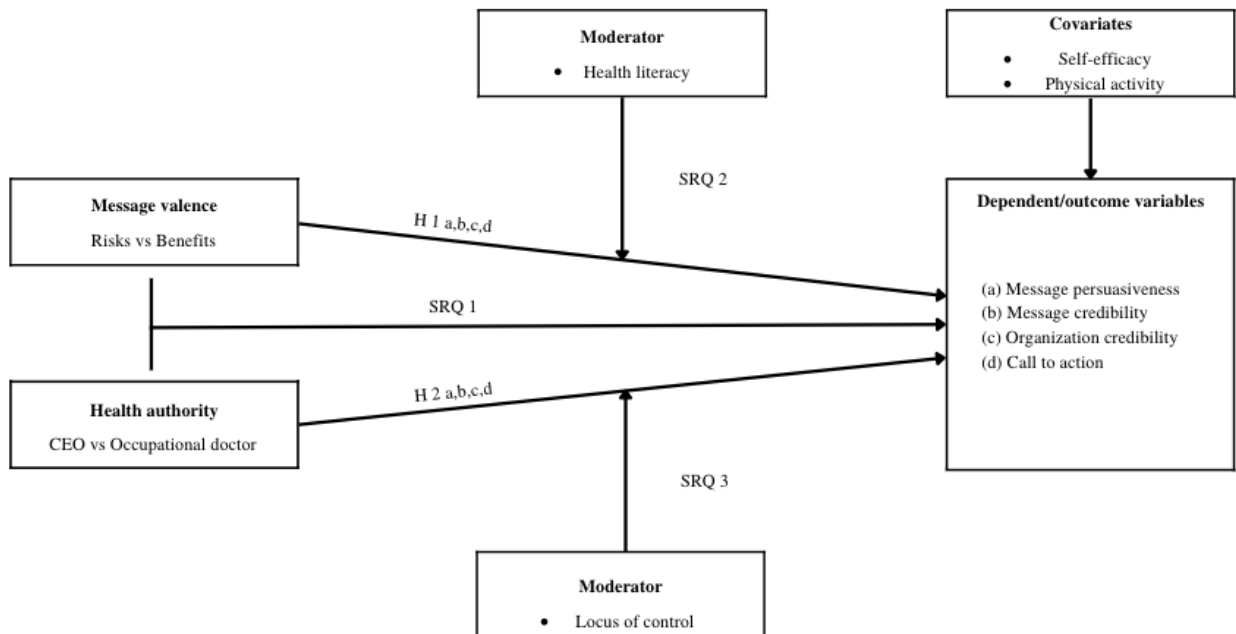 Moderator
• Health literacy
Covariates
• Self-efficacy
• Physical activity
SRQ 2
Message valence
Risks vs Benefits
H 1 a,b,c,d
Dependent/outcome variables
(a) Message persuasiveness
(b) Message credibility
(c) Organization credibility
(d) Call to action
SRQ 1
Health authority
CEO vs Occupational doctor
H 2 a,b,c,d
SRQ 3
Moderator
• Locus of control